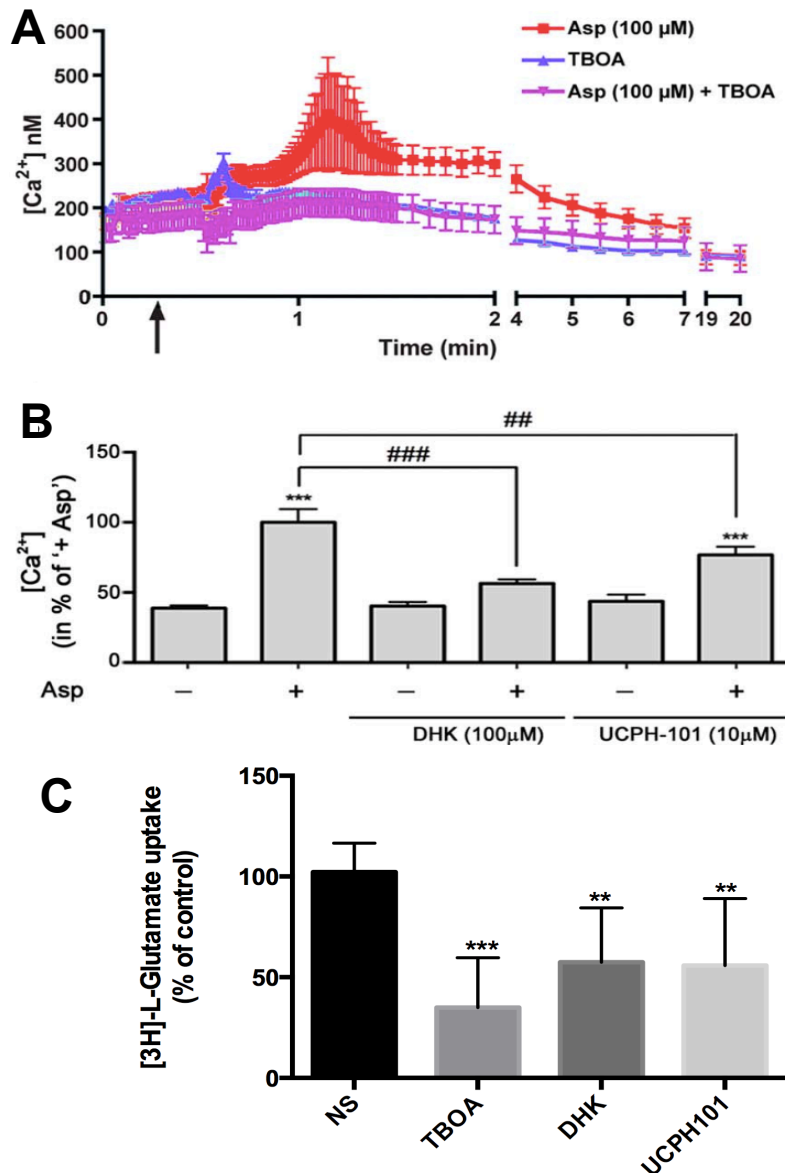 A
600
500
400
300
200
100
0
[Ca²⁺] nM
Asp (100 µM)
TBOA
Asp (100 µM) + TBOA
0 1 2 4 5 6 7 19 20
Time (min)
B
##
###
150
100
50
0
[Ca²⁺]
(in % of '+ Asp')
*** ***
Asp − + − + − +
DHK (100µM) UCPH-101 (10µM)
C
150
100
50
0
[3H]-L-Glutamate uptake
(% of control)
*** ** **
NS TBOA DHK UCPH101